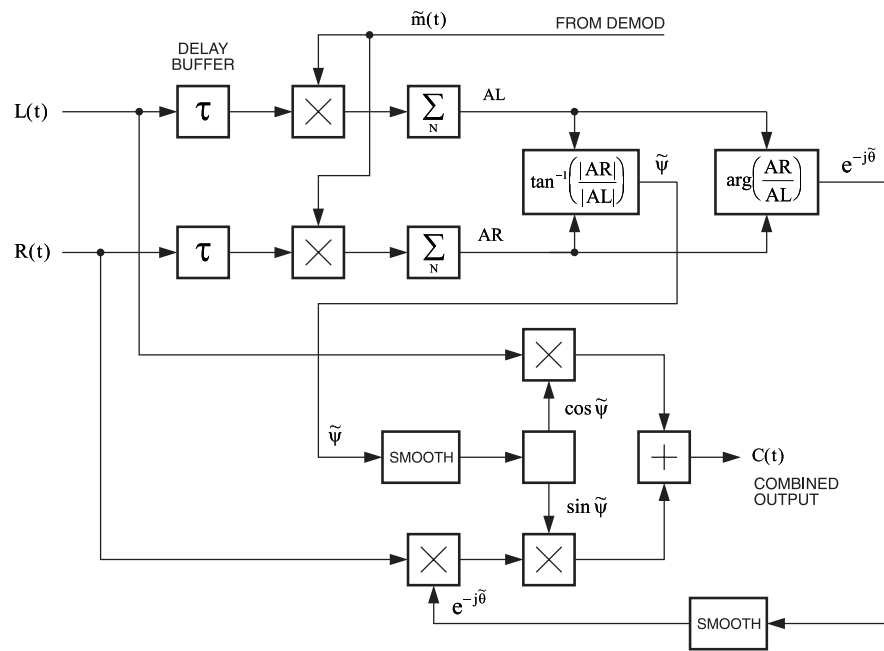 m̃(t)
FROM DEMOD
DELAY
BUFFER
L(t)
τ
×
∑
N
AL
tan⁻¹(|AR|/|AL|)
ψ̃
arg(AR/AL)
e^{-jθ̃}
R(t)
τ
×
∑
N
AR
×
cos ψ̃
ψ̃
SMOOTH
+
C(t)
COMBINED
OUTPUT
sin ψ̃
×
×
e^{-jθ̃}
SMOOTH